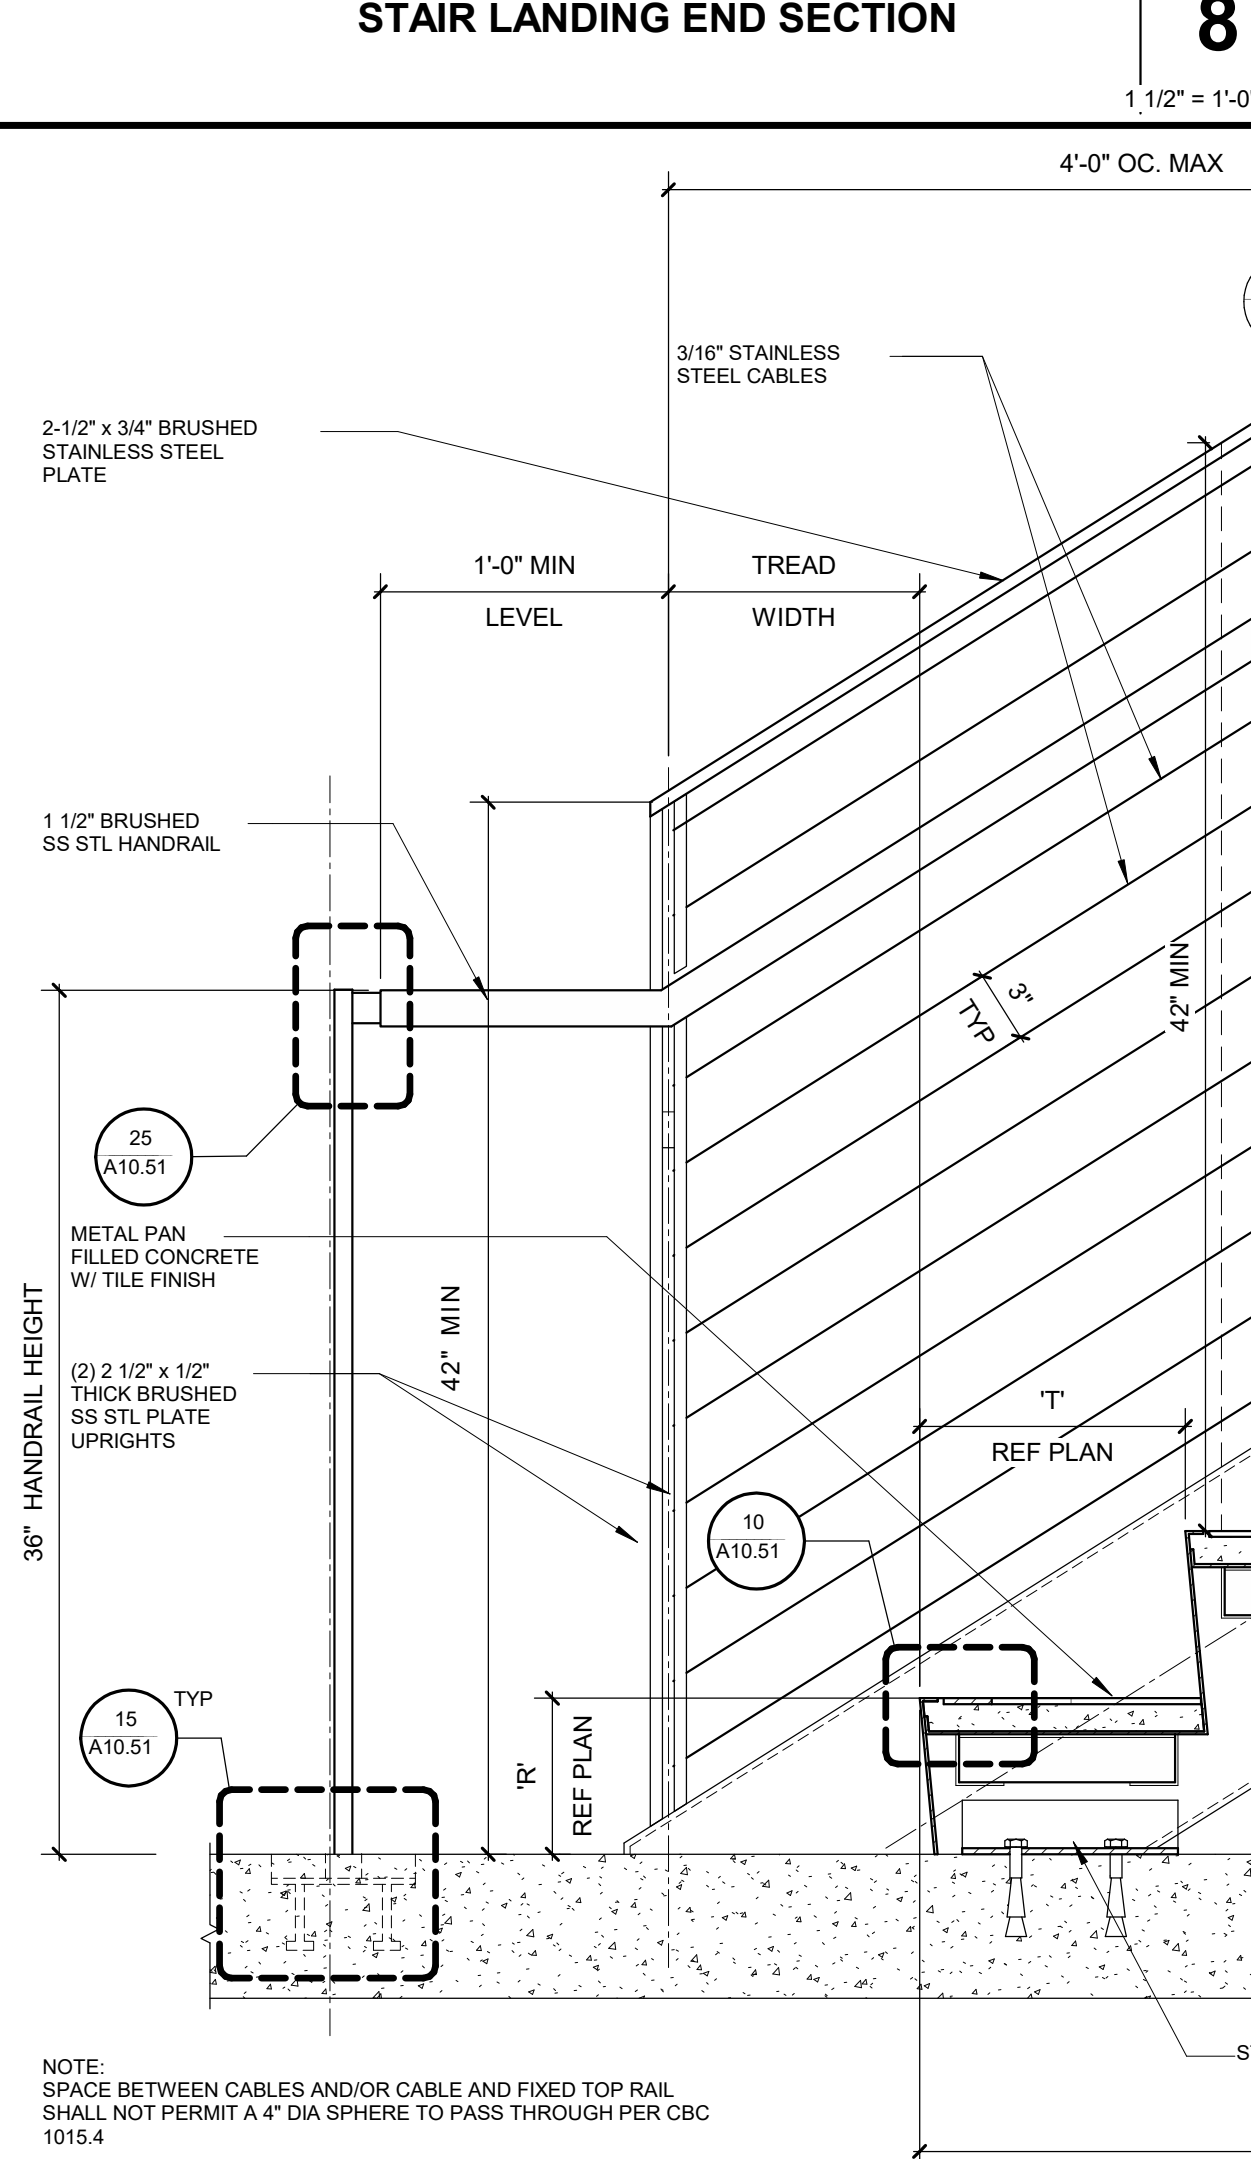 STAIR LANDING END SECTION
8
1 1/2" = 1'-0"
4'-0" OC. MAX
3/16" STAINLESS
STEEL CABLES
2-1/2" x 3/4" BRUSHED
STAINLESS STEEL
PLATE
1'-0" MIN
LEVEL
TREAD
WIDTH
1 1/2" BRUSHED
SS STL HANDRAIL
42" MIN
3"
TYP
25
A10.51
METAL PAN
FILLED CONCRETE
W/ TILE FINISH
36" HANDRAIL HEIGHT
42" MIN
(2) 2 1/2" x 1/2"
THICK BRUSHED
SS STL PLATE
UPRIGHTS
'T'
REF PLAN
10
A10.51
TYP
15
A10.51
'R'
REF PLAN
NOTE:
SPACE BETWEEN CABLES AND/OR CABLE AND FIXED TOP RAIL
SHALL NOT PERMIT A 4" DIA SPHERE TO PASS THROUGH PER CBC
1015.4